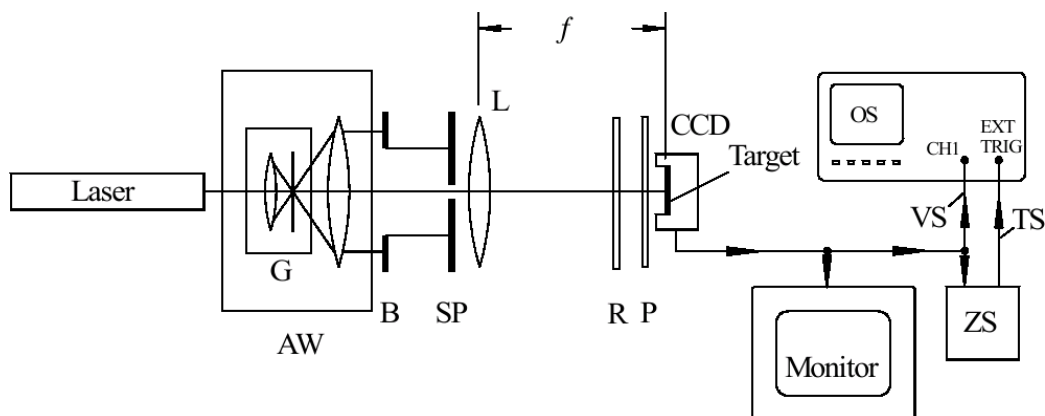 f
L
OS
EXT
TRIG
CH1
CCD
Target
Laser
VS
TS
G
B
SP
R
P
ZS
AW
Monitor